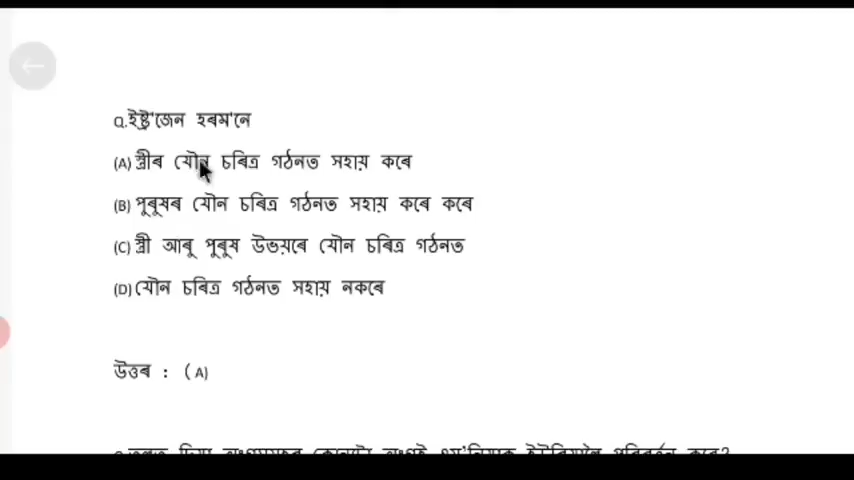 Q.ইষ্ট্ৰ'জেন হৰম'নে
(A) স্ত্ৰীৰ যৌন চৰিত্ৰ গঠনত সহায় কৰে
(B) পুৰুষৰ যৌন চৰিত্ৰ গঠনত সহায় কৰে কৰে
(C) স্ত্ৰী আৰু পুৰুষ উভয়ৰে যৌন চৰিত্ৰ গঠনত
(D) যৌন চৰিত্ৰ গঠনত সহায় নকৰে
উত্তৰ : ( A)